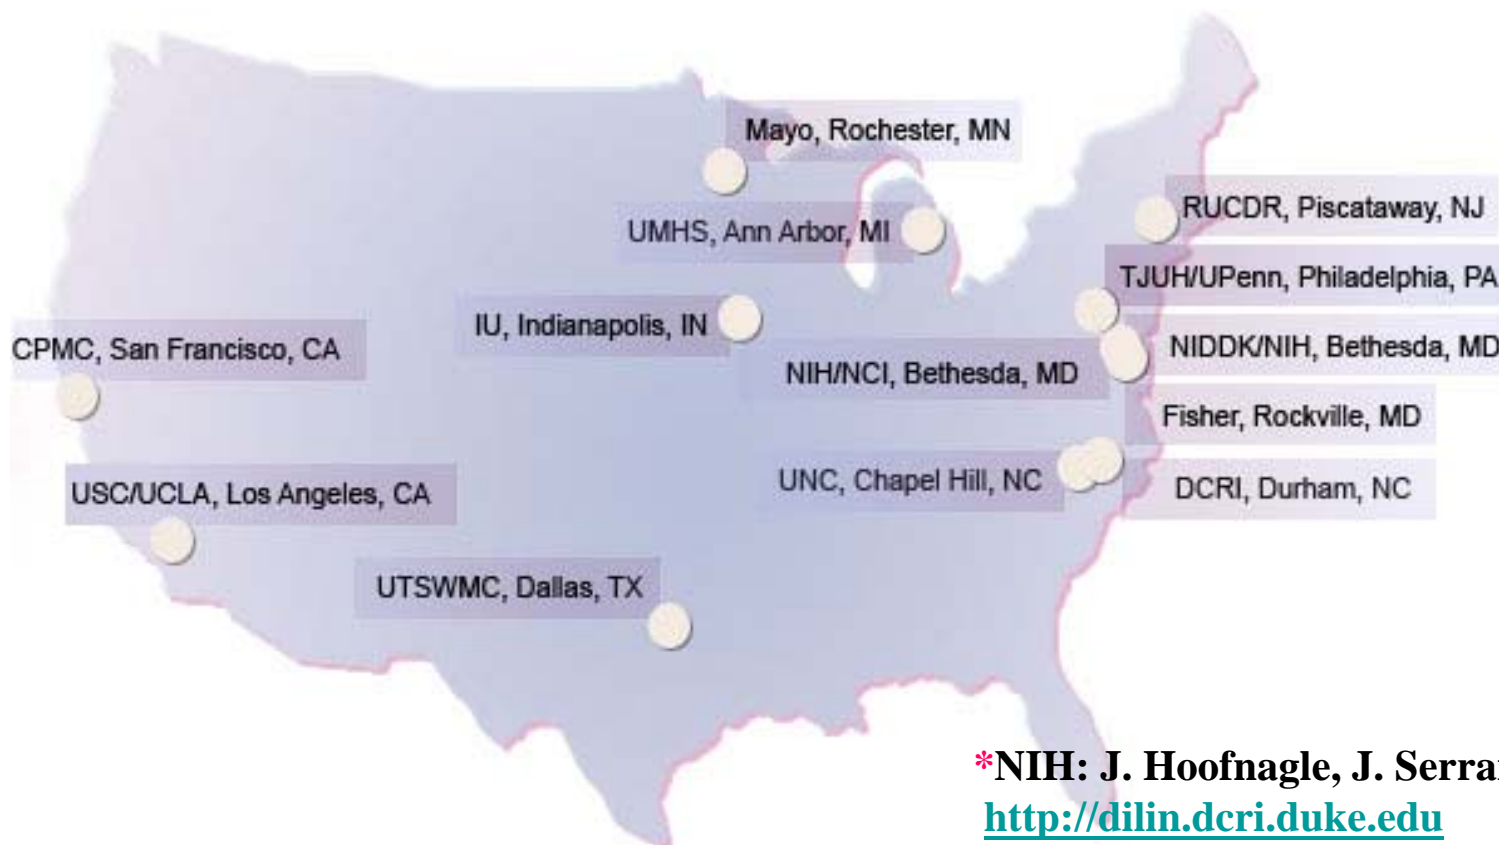 Mayo, Rochester, MN
RUCDR, Piscataway, NJ
UMHS, Ann Arbor, MI
TJUH/UPenn, Philadelphia, PA
IU, Indianapolis, IN
NIDDK/NIH, Bethesda, MD
CPMC, San Francisco, CA
NIH/NCI, Bethesda, MD
Fisher, Rockville, MD
UNC, Chapel Hill, NC
DCRI, Durham, NC
USC/UCLA, Los Angeles, CA
UTSWMC, Dallas, TX
*NIH: J. Hoofnagle, J.
http://dilin.dcri.duke.edu